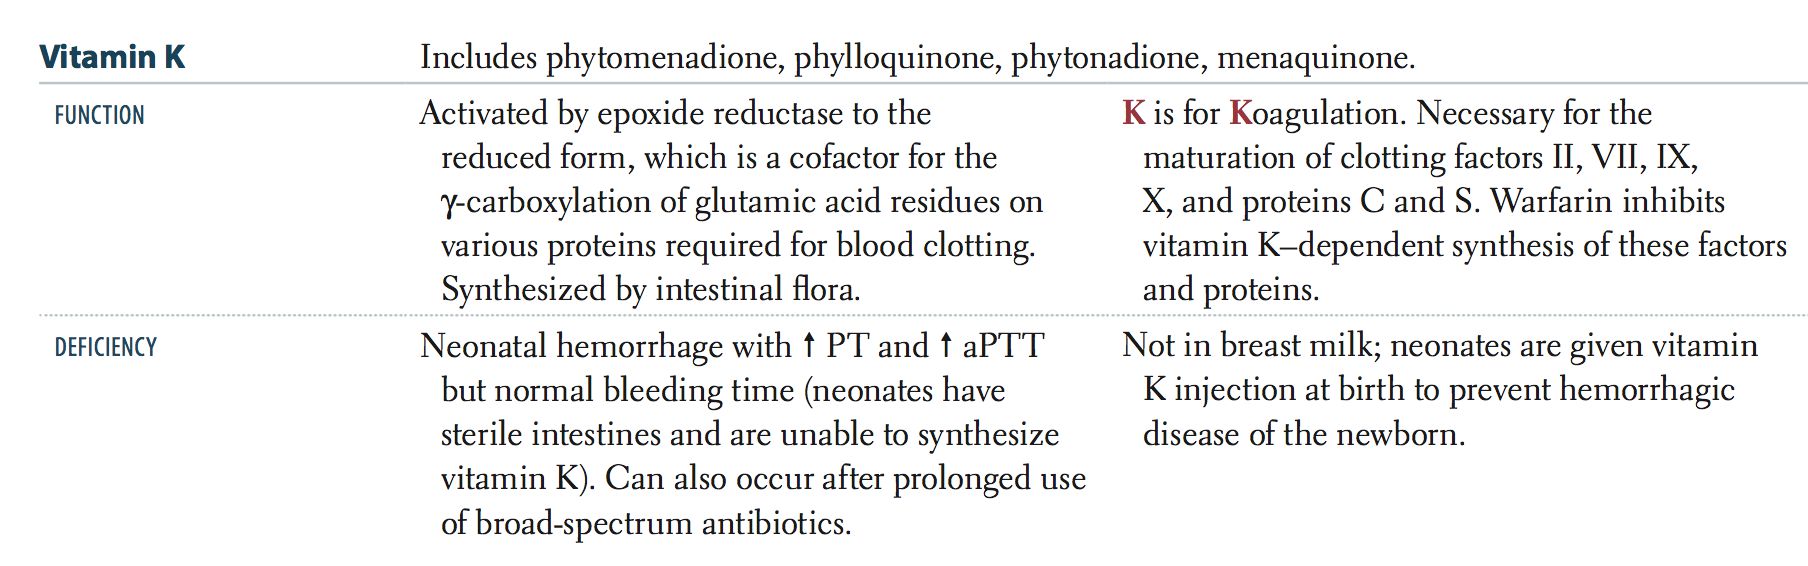 Vitamin K Includes phytomenadione, phylloquinone, phytonadione, menaquinone.
FUNCTION
Activated by epoxide reductase to the
reduced form, which is a cofactor for the
γ-carboxylation of glutamic acid residues on
various proteins required for blood clotting.
Synthesized by intestinal flora.
K is for Koagulation. Necessary for the
maturation of clotting factors II, VII, IX,
X, and proteins C and S. Warfarin inhibits
vitamin K–dependent synthesis of these factors
and proteins.
DEFICIENCY
Neonatal hemorrhage with ↑ PT and ↑ aPTT
but normal bleeding time (neonates have
sterile intestines and are unable to synthesize
vitamin K). Can also occur after prolonged use
of broad-spectrum antibiotics.
Not in breast milk; neonates are given vitamin
K injection at birth to prevent hemorrhagic
disease of the newborn.